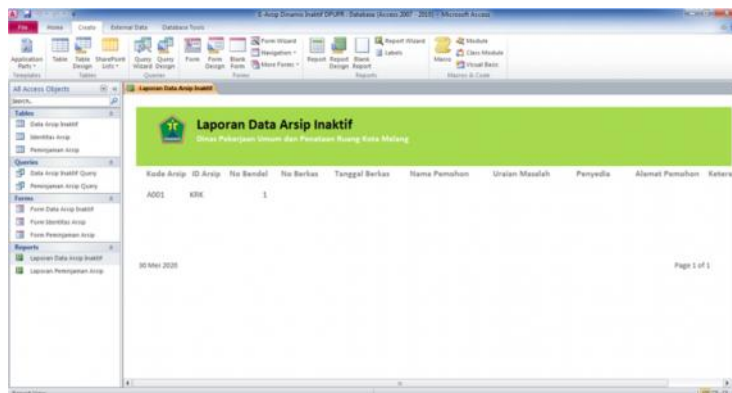 E-Arsip Dinamis Inaktif DPUPR : Database (Access 2007 - 2010) - Microsoft Access
File Home Create External Data Database Tools
Application Parts Table Table Design SharePoint Lists Query Wizard Query Design Form Form Design Blank Form Form Wizard Navigation More Forms Report Report Design Blank Report Report Wizard Labels Macro Module Class Module Visual Basic
Templates Tables Queries Forms Reports Macros & Code
All Access Objects
Search...
Tables
Data Arsip Inaktif
Identitas Arsip
Peminjaman Arsip
Queries
Data Arsip Inaktif Query
Peminjaman Arsip Query
Forms
Form Data Arsip Inaktif
Form Identitas Arsip
Form Peminjaman Arsip
Reports
Laporan Data Arsip Inaktif
Laporan Peminjaman Arsip
Laporan Data Arsip Inaktif
Laporan Data Arsip Inaktif
Dinas Pekerjaan Umum dan Penataan Ruang Kota Malang
Kode Arsip ID Arsip No Bendel No Berkas Tanggal Berkas Nama Pemohon Uraian Masalah Penyedia Alamat Pemohon Ketera
A001 KRK 1
30 Mei 2020 Page 1 of 1
Report View